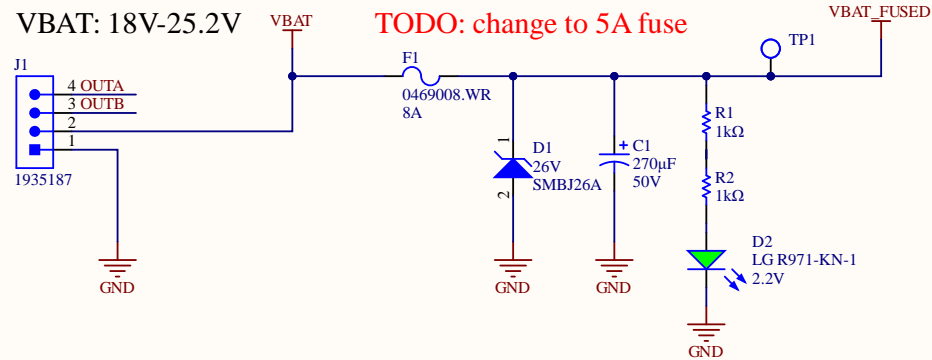 VBAT: 18V-25.2V
VBAT
TODO: change to 5A fuse
VBAT_FUSED
TP1
J1
4 OUTA
3 OUTB
2
1
1935187
GND
F1
0469008.WR
8A
1
2
D1
26V
SMBJ26A
GND
+
C1
270µF
50V
GND
R1
1kΩ
R2
1kΩ
D2
LG R971-KN-1
2.2V
GND